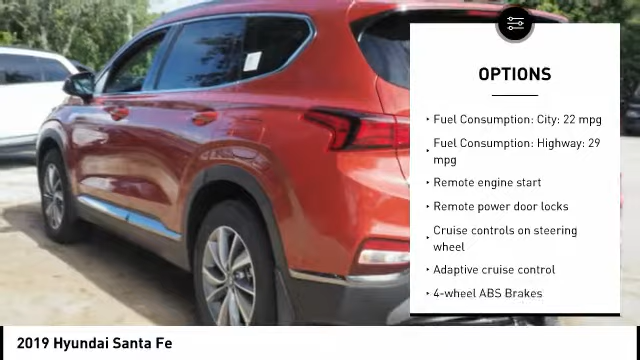 OPTIONS
Fuel Consumption: City: 22 mpg
Fuel Consumption: Highway: 29
mpg
Remote engine start
Remote power door locks
Cruise controls on steering
wheel
Adaptive cruise control
4-wheel ABS Brakes
2019 Hyundai Santa Fe